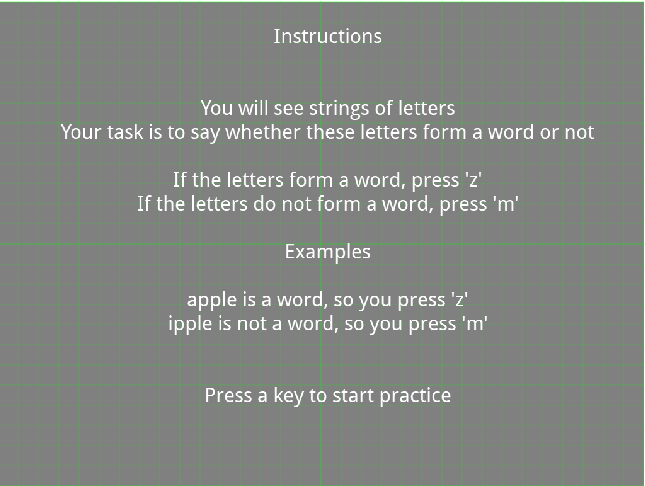 Instructions
You will see strings of letters
Your task is to say whether these letters form a word or not
If the letters form a word, press 'z'
If the letters do not form a word, press 'm'
Examples
apple is a word, so you press 'z'
ipple is not a word, so you press 'm'
Press a key to start practice